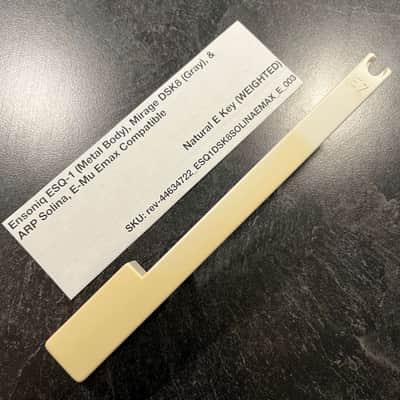 Ensoniq ESQ-1 (Metal Body), Mirage DSK8 (Gray), &
ARP Solina, E-Mu Emax Compatible
Natural E Key (WEIGHTED)
SKU: rev-44634722_ESQ1DSK8SOLINAEMAX_E_003